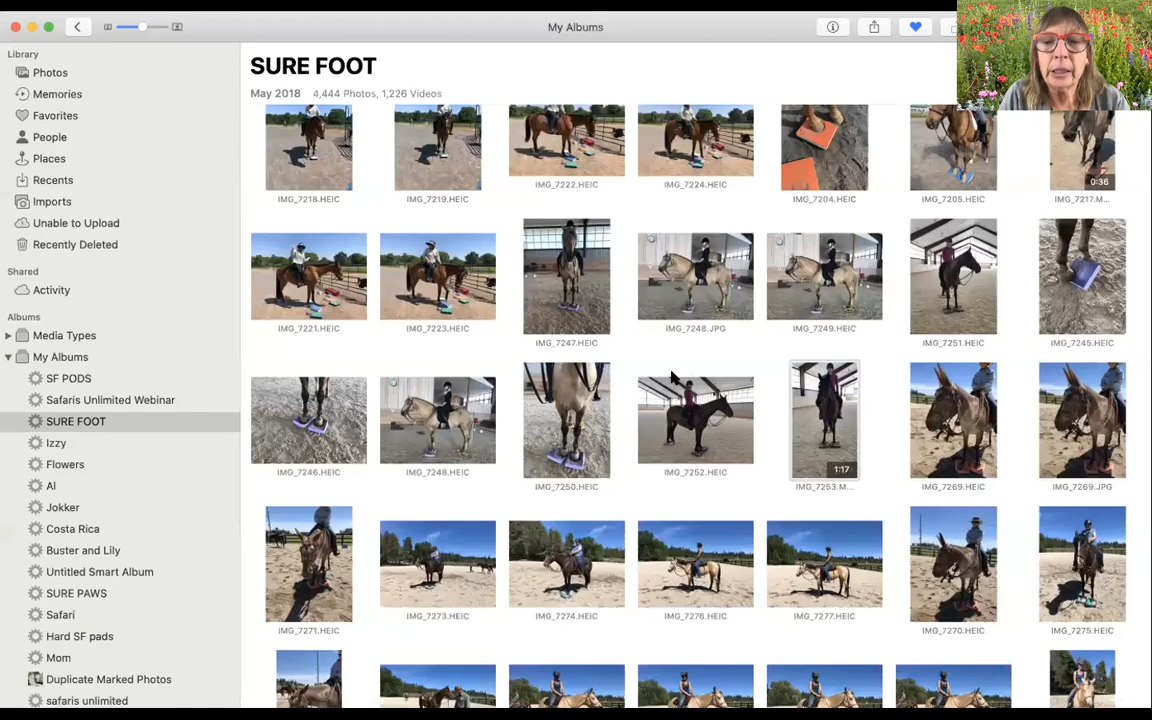 My Albums
Library
Photos
Memories
Favorites
People
Places
Recents
Imports
Unable to Upload
Recently Deleted
Shared
Activity
Albums
Media Types
My Albums
SF PODS
Safaris Unlimited Webinar
SURE FOOT
Izzy
Flowers
Al
Jokker
Costa Rica
Buster and Lily
Untitled Smart Album
SURE PAWS
Safari
Hard SF pads
Mom
Duplicate Marked Photos
safaris unlimited
SURE FOOT
May 2018 4,444 Photos, 1,226 Videos
0:36
IMG_7218.HEIC IMG_7219.HEIC IMG_7222.HEIC IMG_7224.HEIC IMG_7204.HEIC IMG_7205.HEIC IMG_7217.M...
IMG_7221.HEIC IMG_7223.HEIC IMG_7247.HEIC IMG_7248.JPG IMG_7249.HEIC IMG_7251.HEIC IMG_7245.HEIC
1:17
IMG_7246.HEIC IMG_7248.HEIC IMG_7250.HEIC IMG_7252.HEIC IMG_7253.M... IMG_7269.HEIC IMG_7269.JPG
IMG_7271.HEIC IMG_7273.HEIC IMG_7274.HEIC IMG_7276.HEIC IMG_7277.HEIC IMG_7270.HEIC IMG_7275.HEIC